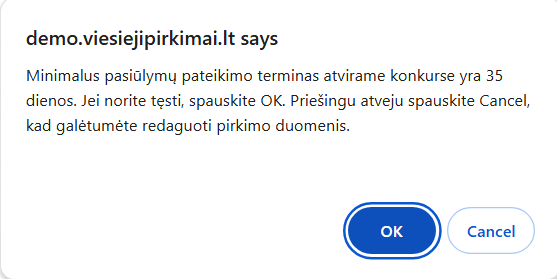 demo.viesiejipirkimai.lt says
Minimalus pasiūlymų pateikimo terminas atvirame konkurse yra 35
dienos. Jei norite tęsti, spauskite OK. Priešingu atveju spauskite Cancel,
kad galėtumėte redaguoti pirkimo duomenis.
OK
Cancel